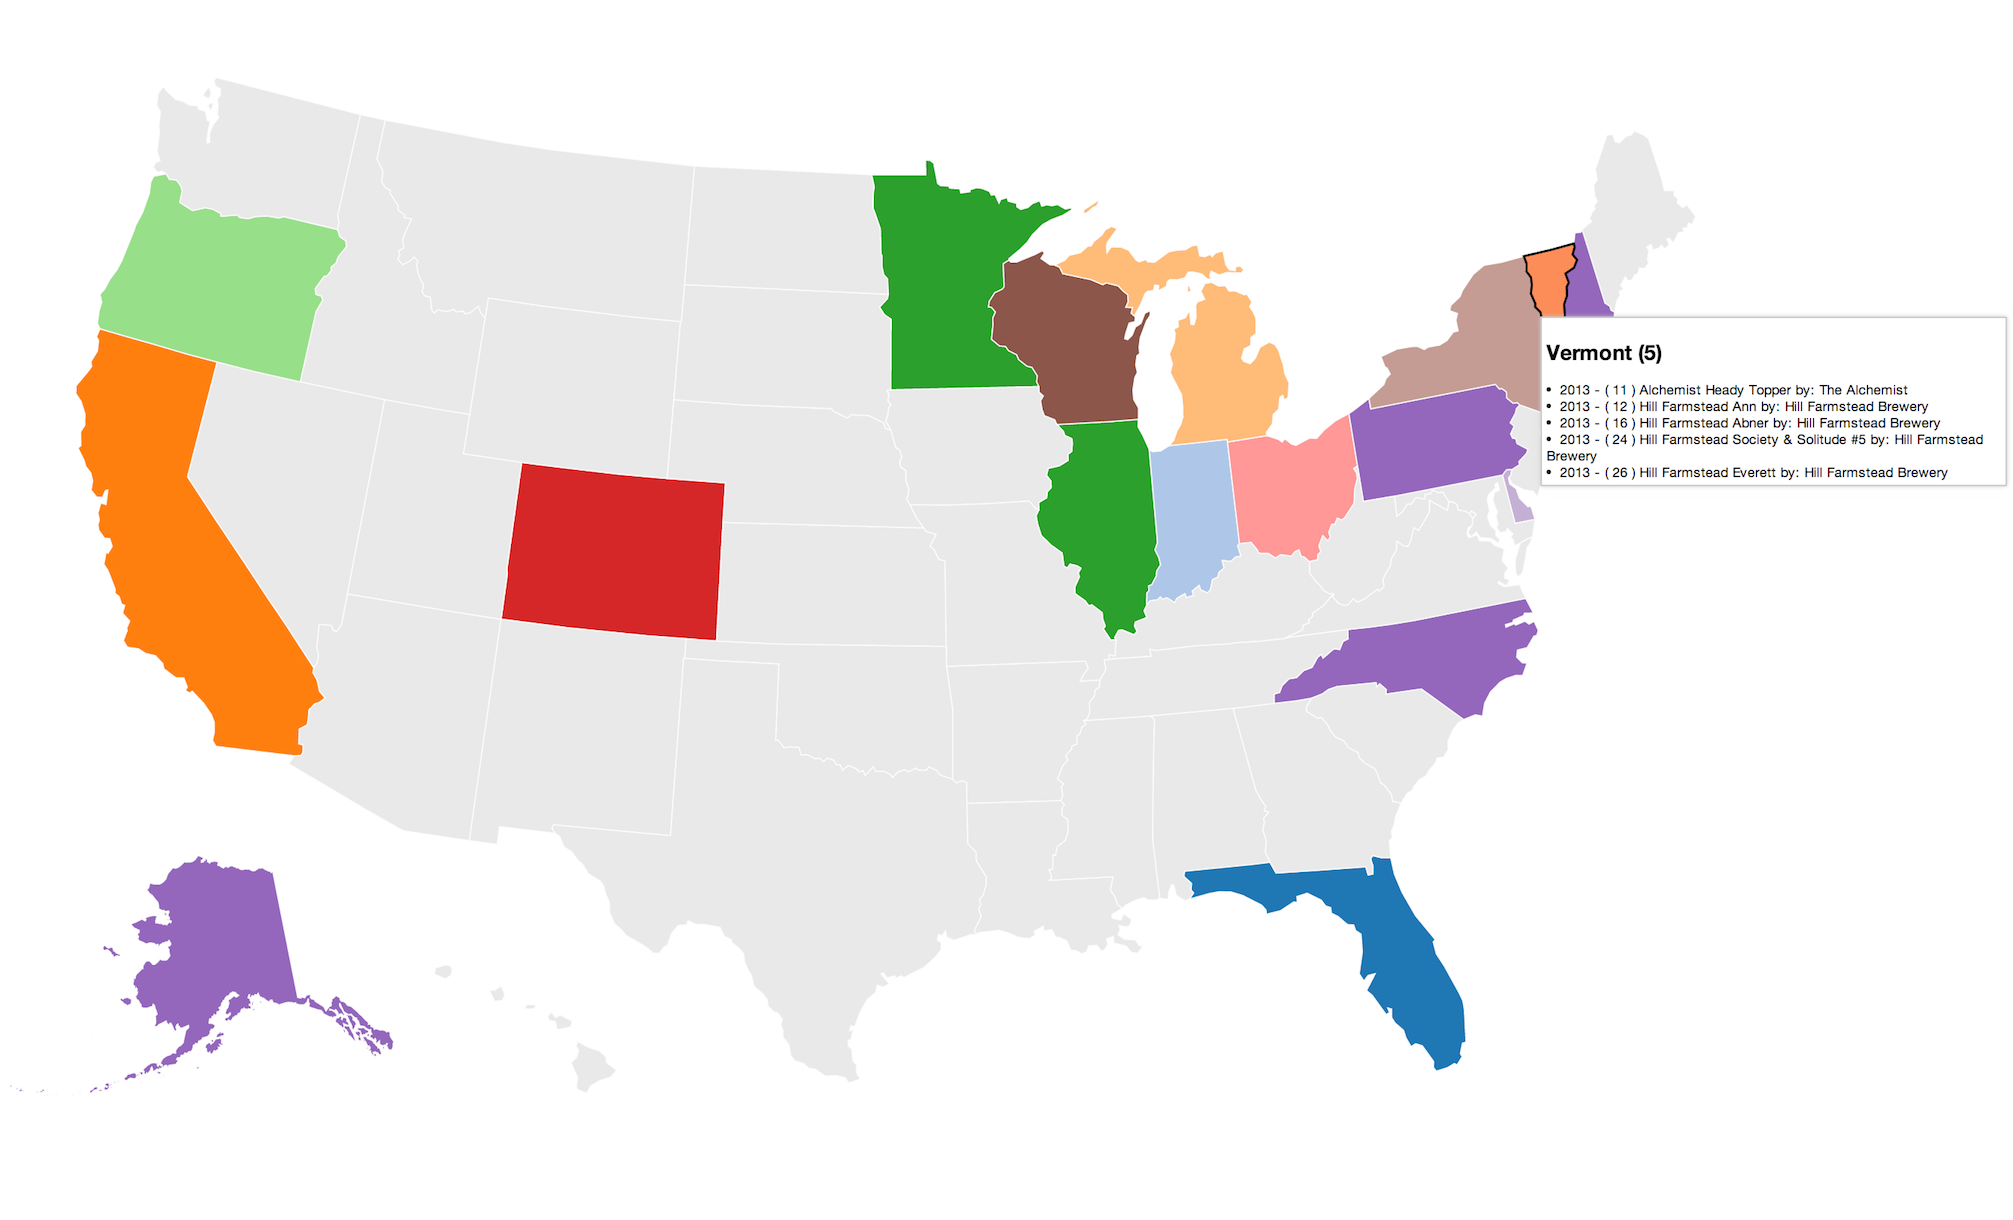 Vermont (5)
• 2013 - ( 11 ) Alchemist Heady Topper by: The Alchemist
• 2013 - ( 12 ) Hill Farmstead Ann by: Hill Farmstead Brewery
• 2013 - ( 16 ) Hill Farmstead Abner by: Hill Farmstead Brewery
• 2013 - ( 24 ) Hill Farmstead Society & Solitude #5 by: Hill Farmstead
Brewery
• 2013 - ( 26 ) Hill Farmstead Everett by: Hill Farmstead Brewery